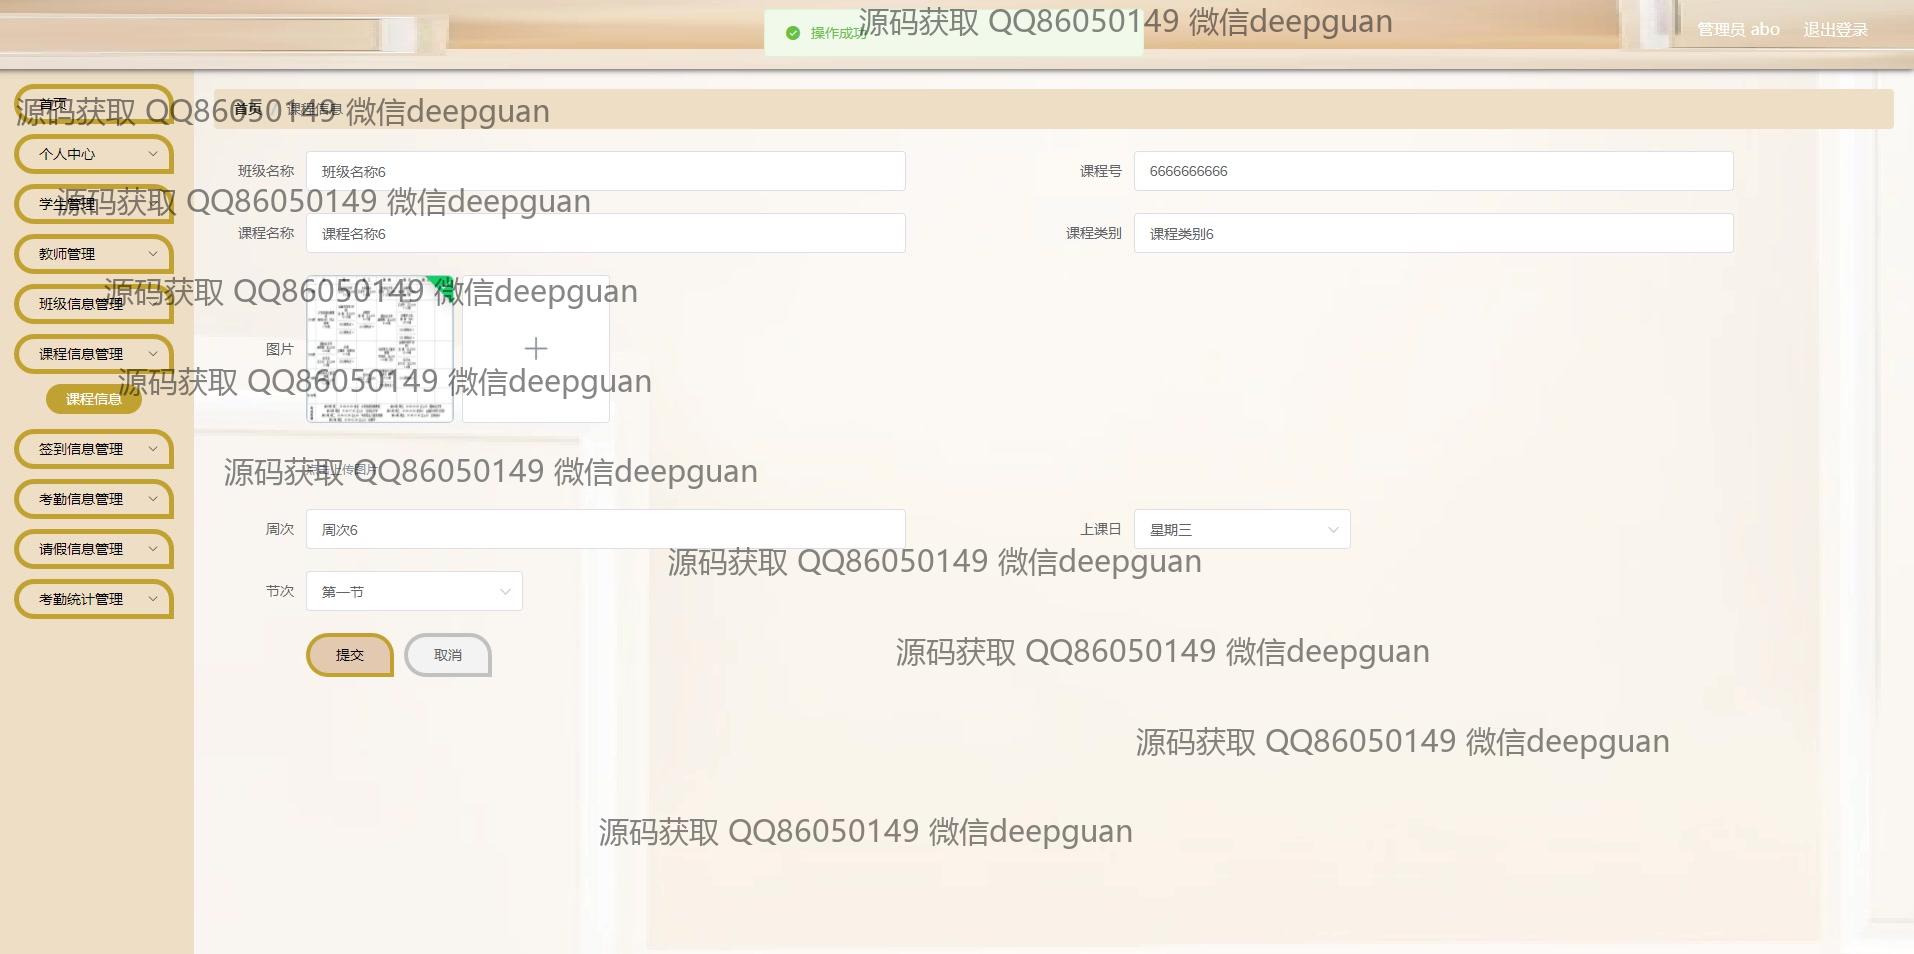 操作成功
源码获取 QQ86050149 微信deepguan
管理员 abo
退出登录
首页
源码获取 QQ86050149 微信deepguan
首页
课程信息
个人中心
班级名称
班级名称6
课程号
6666666666
学生管理
源码获取 QQ86050149 微信deepguan
课程名称
课程名称6
课程类别
课程类别6
教师管理
班级信息管理
源码获取 QQ86050149 微信deepguan
课程信息管理
图片
源码获取 QQ86050149 微信deepguan
课程信息
签到信息管理
点击上传图片
源码获取 QQ86050149 微信deepguan
考勤信息管理
周次
周次6
上课日
星期三
请假信息管理
源码获取 QQ86050149 微信deepguan
考勤统计管理
节次
第一节
提交
取消
源码获取 QQ86050149 微信deepguan
源码获取 QQ86050149 微信deepguan
源码获取 QQ86050149 微信deepguan